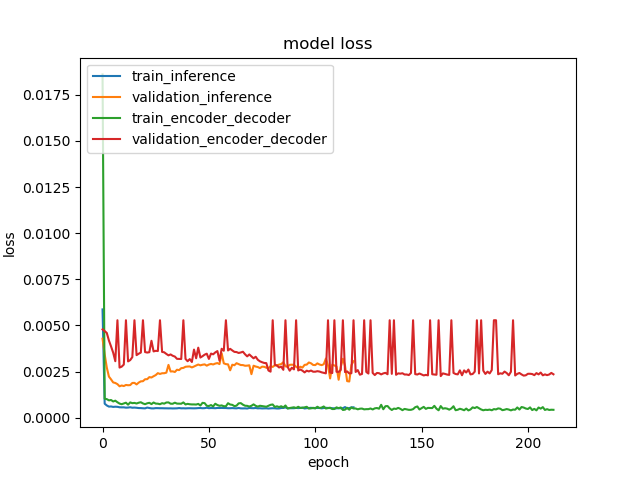 model loss
train_inference
validation_inference
train_encoder_decoder
validation_encoder_decoder
0.0175
0.0150
0.0125
0.0100
0.0075
0.0050
0.0025
0.0000
loss
0 50 100 150 200
epoch